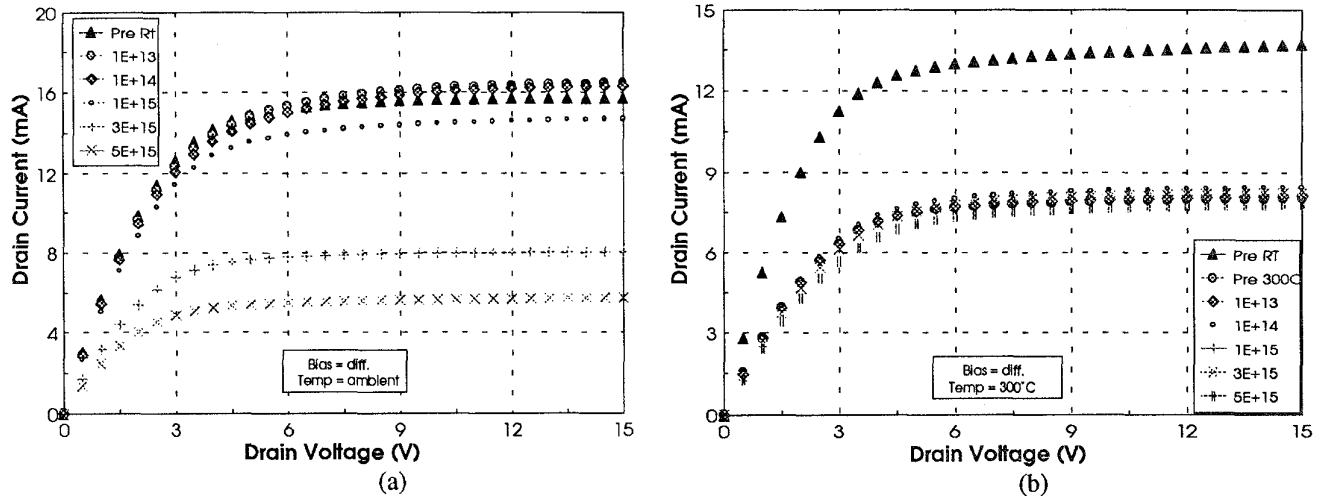 (a)
20
16
12
8
4
0
Drain Current (mA)
Pre Rt
1E+13
1E+14
1E+15
3E+15
5E+15
Bias = diff.
Temp = ambient
0 3 6 9 12 15
Drain Voltage (V)
(a)
(b)
15
12
9
6
3
0
Drain Current (mA)
Pre RT
Pre 300C
1E+13
1E+14
1E+15
3E+15
5E+15
Bias = diff.
Temp = 300°C
0 3 6 9 12 15
Drain Voltage (V)
(b)